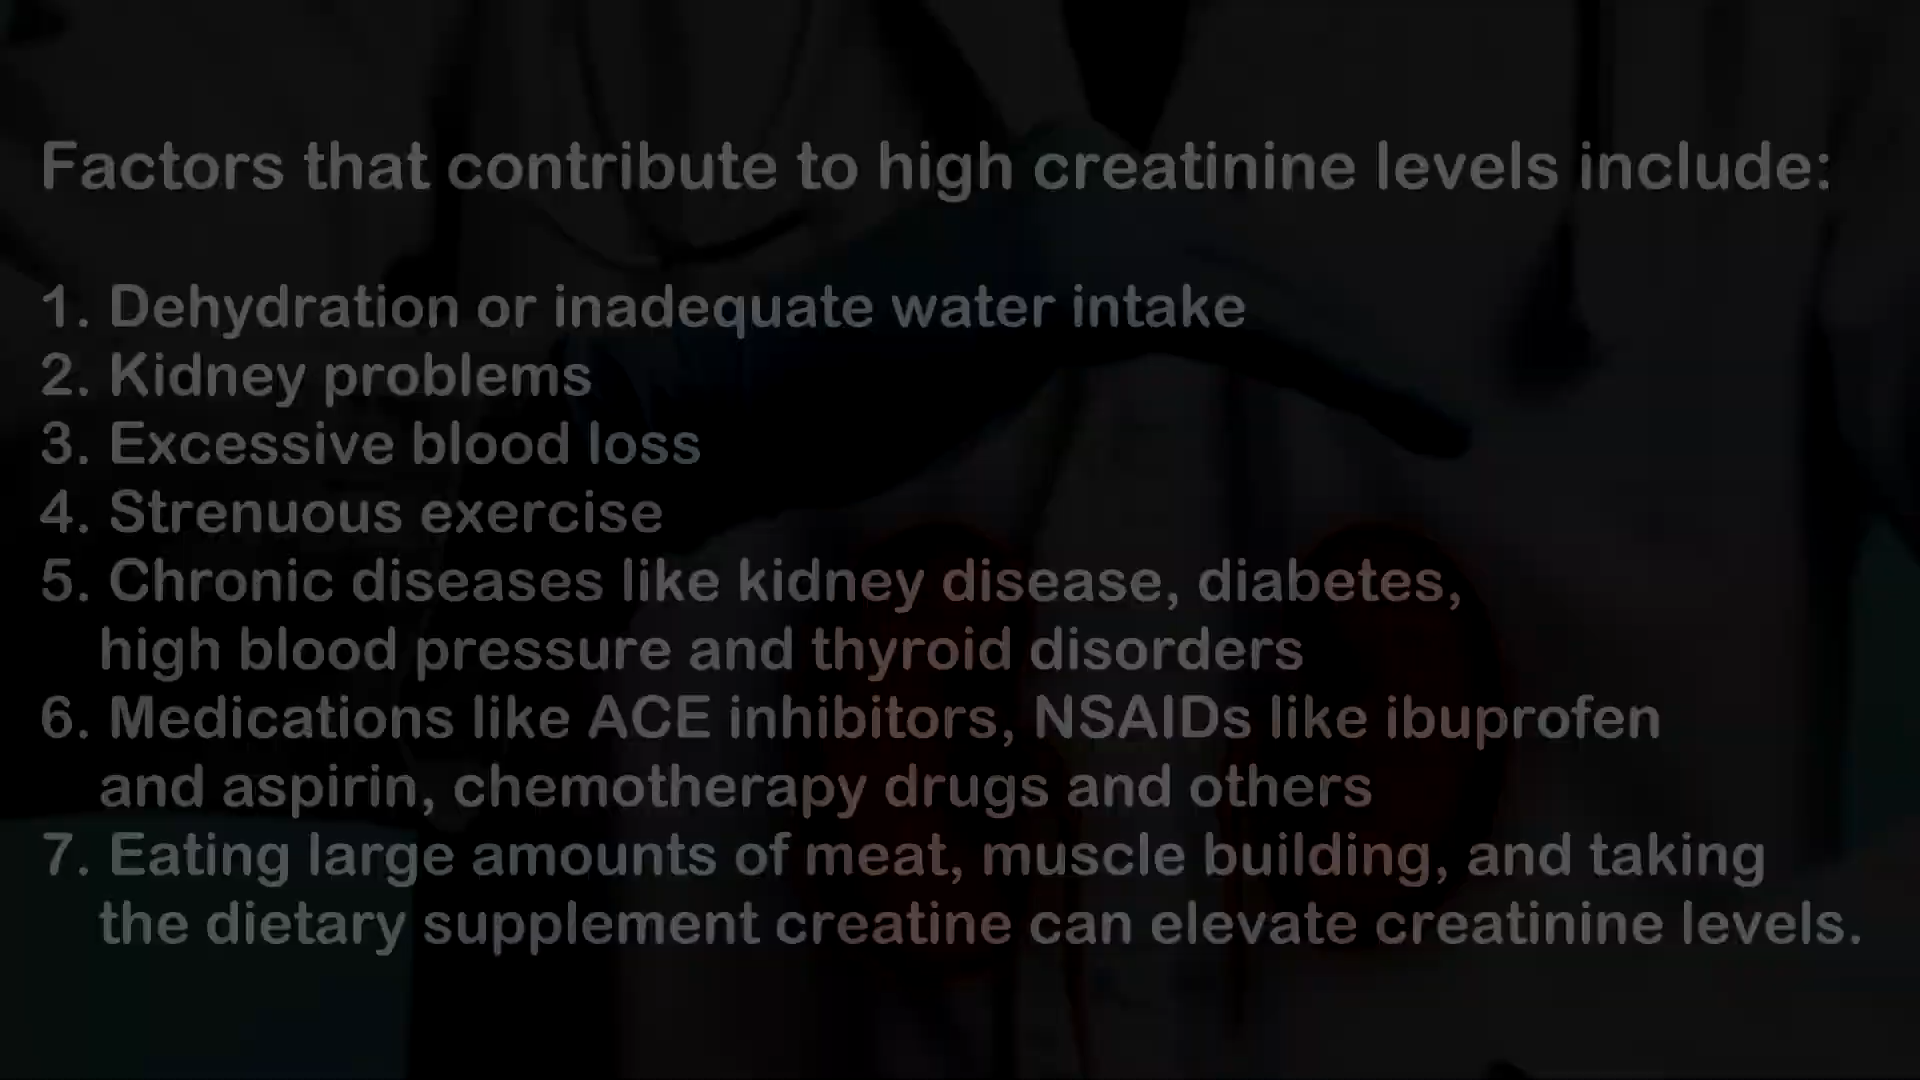 Factors that contribute to high creatinine levels include:
1. Dehydration or inadequate water intake
2. Kidney problems
3. Excessive blood loss
4. Strenuous exercise
5. Chronic diseases like kidney disease, diabetes,
high blood pressure and thyroid disorders
6. Medications like ACE inhibitors, NSAIDs like ibuprofen
and aspirin, chemotherapy drugs and others
7. Eating large amounts of meat, muscle building, and taking
the dietary supplement creatine can elevate creatinine levels.